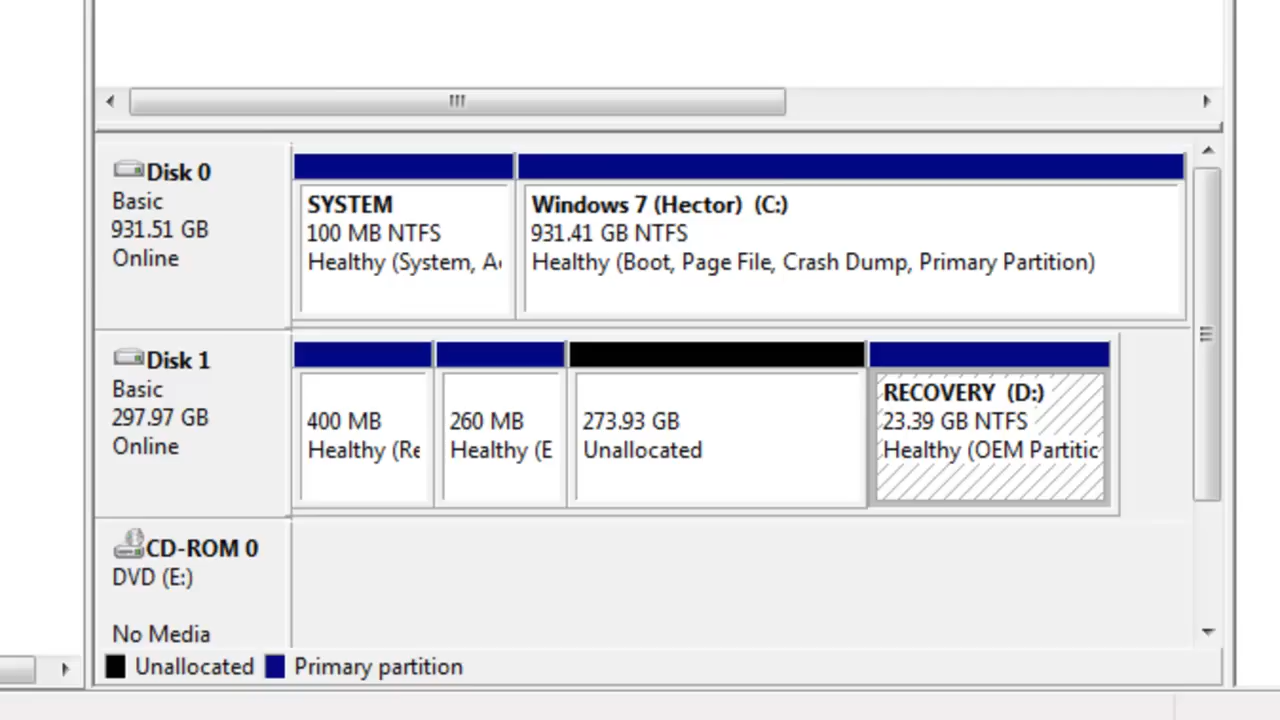 Disk 0
Basic
931.51 GB
Online
SYSTEM
100 MB NTFS
Healthy (System, A
Windows 7 (Hector) (C:)
931.41 GB NTFS
Healthy (Boot, Page File, Crash Dump, Primary Partition)
Disk 1
Basic
297.97 GB
Online
400 MB
Healthy (Re
260 MB
Healthy (E
273.93 GB
Unallocated
RECOVERY (D:)
23.39 GB NTFS
Healthy (OEM Partitic
CD-ROM 0
DVD (E:)
No Media
Unallocated Primary partition